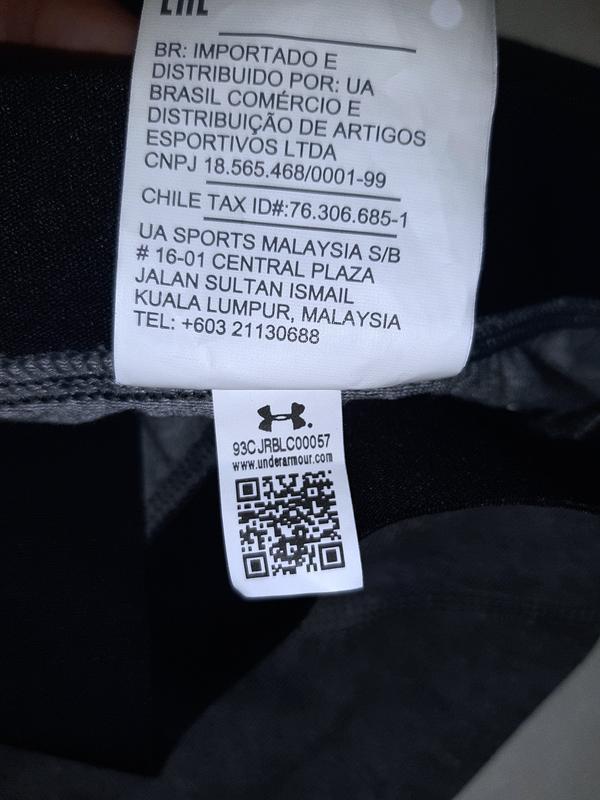 EAC
BR: IMPORTADO E
DISTRIBUIDO POR: UA
BRASIL COMÉRCIO E
DISTRIBUIÇÃO DE ARTIGOS
ESPORTIVOS LTDA
CNPJ 18.565.468/0001-99
CHILE TAX ID#:76.306.685-1
UA SPORTS MALAYSIA S/B
# 16-01 CENTRAL PLAZA
JALAN SULTAN ISMAIL
KUALA LUMPUR, MALAYSIA
TEL: +603 21130688
93CJRBLC00057
www.underarmour.com